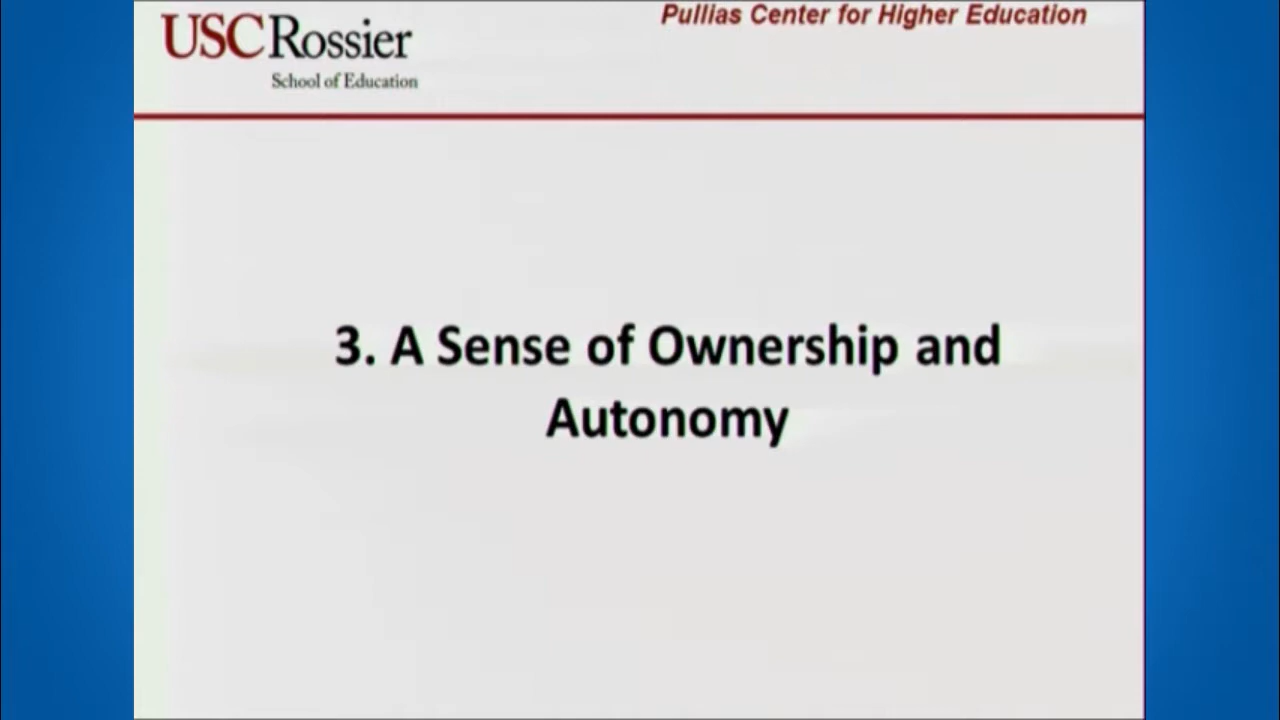 USC Rossier
School of Education
Pullias Center for Higher Education
3. A Sense of Ownership and
Autonomy